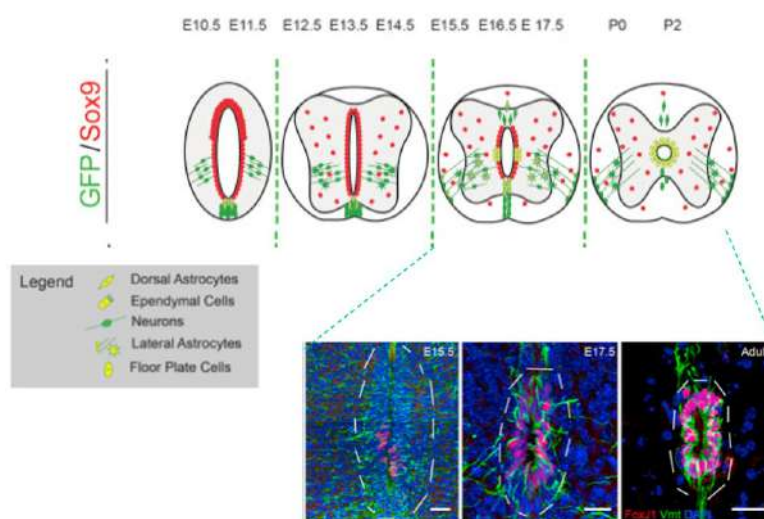 E10.5 E11.5 E12.5 E13.5 E14.5 E15.5 E16.5 E 17.5 P0 P2
GFP/Sox9
Legend
Dorsal Astrocytes
Ependymal Cells
Neurons
Lateral Astrocytes
Floor Plate Cells
E15.5 E17.5 Adul
FoxJ1 Vmt DAPI